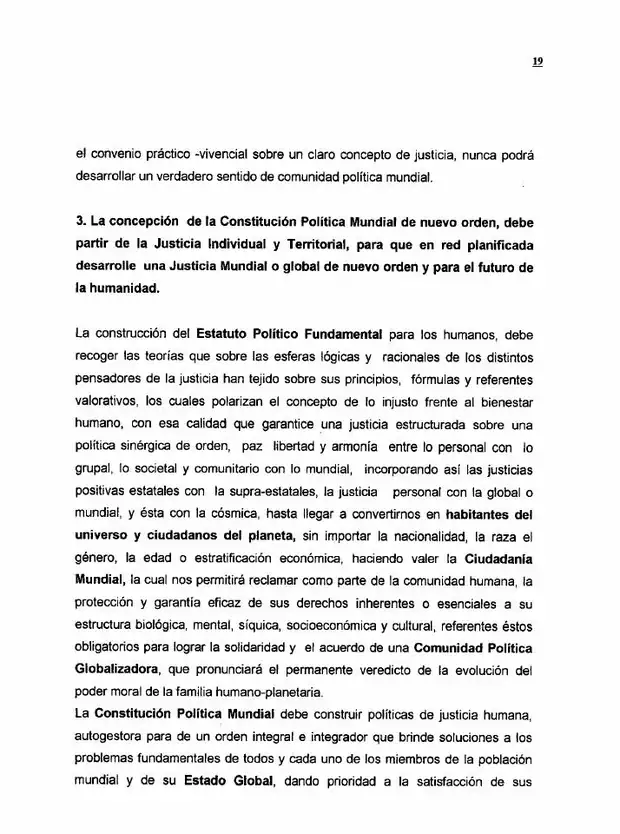 19
el convenio práctico -vivencial sobre un claro concepto de justicia, nunca podrá
desarrollar un verdadero sentido de comunidad política mundial.
3. La concepción de la Constitución Política Mundial de nuevo orden, debe
partir de la Justicia Individual y Territorial, para que en red planificada
desarrolle una Justicia Mundial o global de nuevo orden y para el futuro de
la humanidad.
La construcción del Estatuto Político Fundamental para los humanos, debe
recoger las teorías que sobre las esferas lógicas y racionales de los distintos
pensadores de la justicia han tejido sobre sus principios, fórmulas y referentes
valorativos, los cuales polarizan el concepto de lo injusto frente al bienestar
humano, con esa calidad que garantice una justicia estructurada sobre una
política sinérgica de orden, paz libertad y armonía entre lo personal con lo
grupal, lo societal y comunitario con lo mundial, incorporando así las justicias
positivas estatales con la supra-estatales, la justicia personal con la global o
mundial, y ésta con la cósmica, hasta llegar a convertirnos en habitantes del
universo y ciudadanos del planeta, sin importar la nacionalidad, la raza el
género, la edad o estratificación económica, haciendo valer la Ciudadanía
Mundial, la cual nos permitirá reclamar como parte de la comunidad humana, la
protección y garantía eficaz de sus derechos inherentes o esenciales a su
estructura biológica, mental, síquica, socioeconómica y cultural, referentes éstos
obligatorios para lograr la solidaridad y el acuerdo de una Comunidad Política
Globalizadora, que pronunciará el permanente veredicto de la evolución del
poder moral de la familia humano-planetaria.
La Constitución Política Mundial debe construir políticas de justicia humana,
autogestora para de un orden integral e integrador que brinde soluciones a los
problemas fundamentales de todos y cada uno de los miembros de la población
mundial y de su Estado Global, dando prioridad a la satisfacción de sus